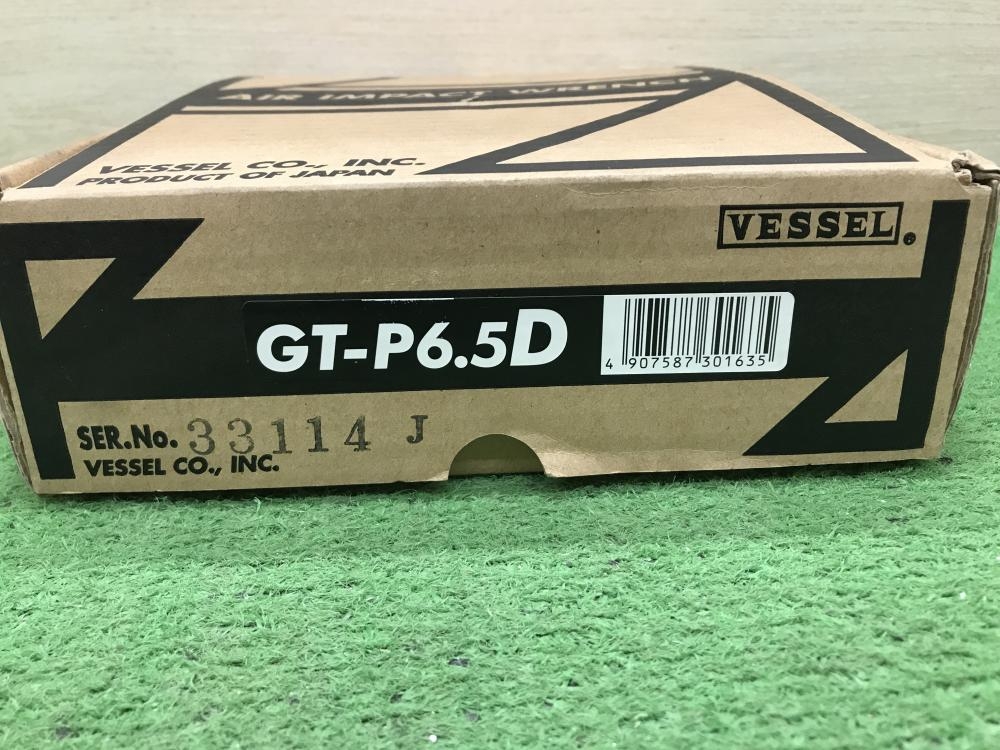 AIR IMPACT WRENCH
VESSEL CO., INC.
PRODUCT OF JAPAN
VESSEL
GT-P6.5D
4 907587 301635
SER.No. 33114 J
VESSEL CO., INC.